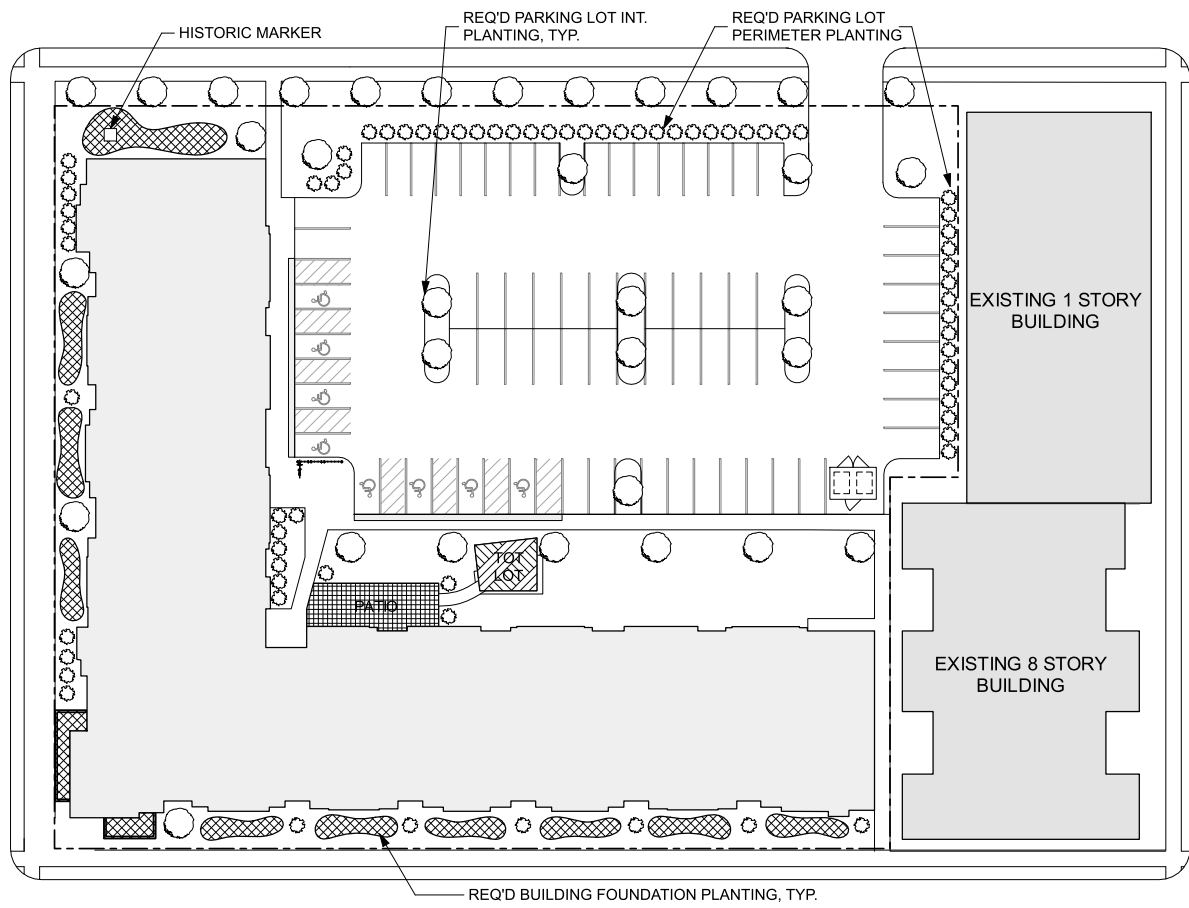 HISTORIC MARKER
REQ'D PARKING LOT INT.
PLANTING, TYP.
REQ'D PARKING LOT
PERIMETER PLANTING
EXISTING 1 STORY
BUILDING
TOT
LOT
PATIO
EXISTING 8 STORY
BUILDING
REQ'D BUILDING FOUNDATION PLANTING, TYP.